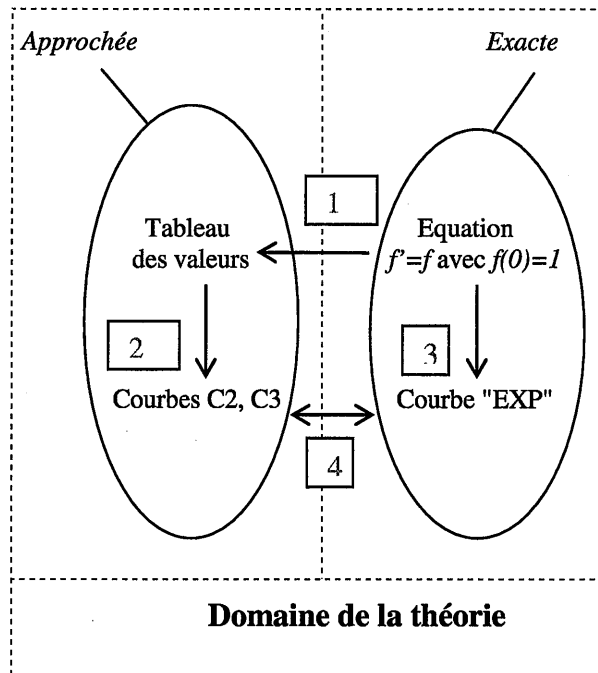 Approchée
Exacte
1
Tableau
des valeurs
Equation
f'=f avec f(0)=1
2
3
Courbes C2, C3
Courbe "EXP"
4
Domaine de la théorie